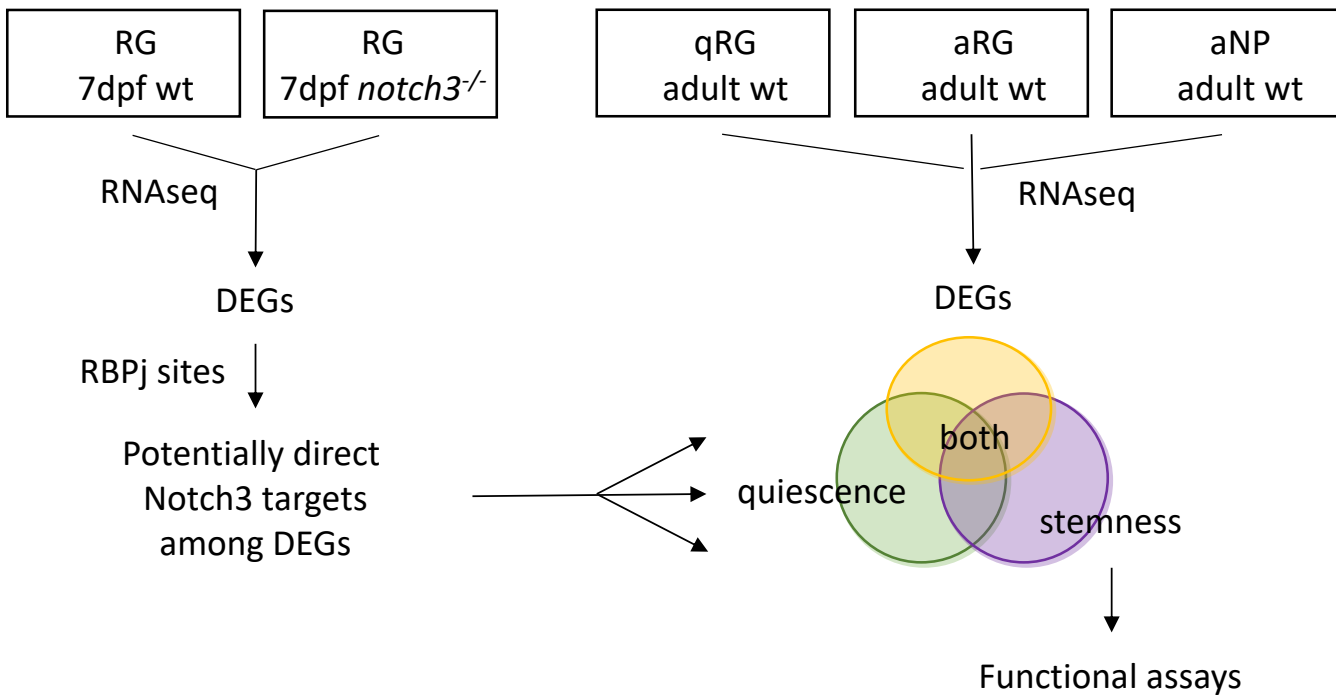 RG
7dpf wt
RG
7dpf notch3-/-
qRG
adult wt
aRG
adult wt
aNP
adult wt
RNAseq
RNAseq
DEGs
DEGs
RBPj sites
Potentially direct
Notch3 targets
among DEGs
both
quiescence
stemness
Functional assays